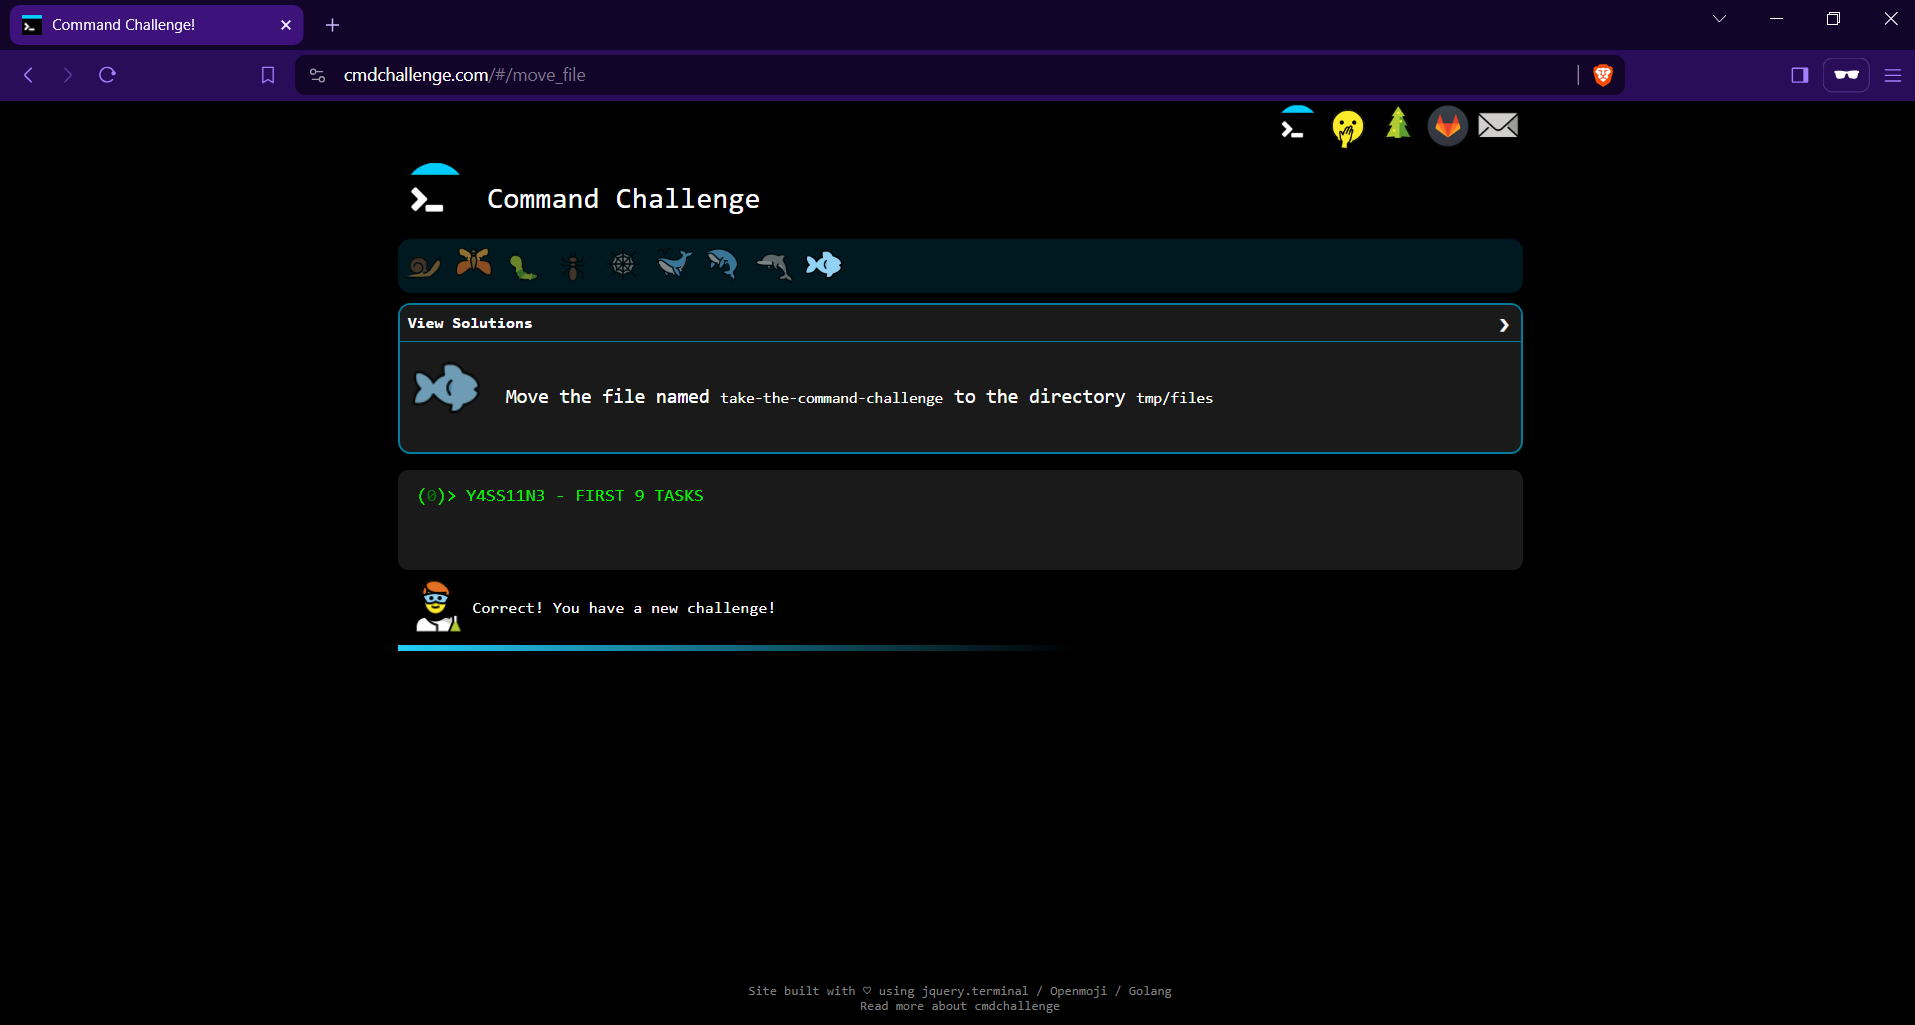 Command Challenge!
cmdchallenge.com/#/move_file
Command Challenge
View Solutions
Move the file named take-the-command-challenge to the directory tmp/files
(0)> Y4SS11N3 - FIRST 9 TASKS
Correct! You have a new challenge!
Site built with ♡ using jquery.terminal / Openmoji / Golang
Read more about cmdchallenge